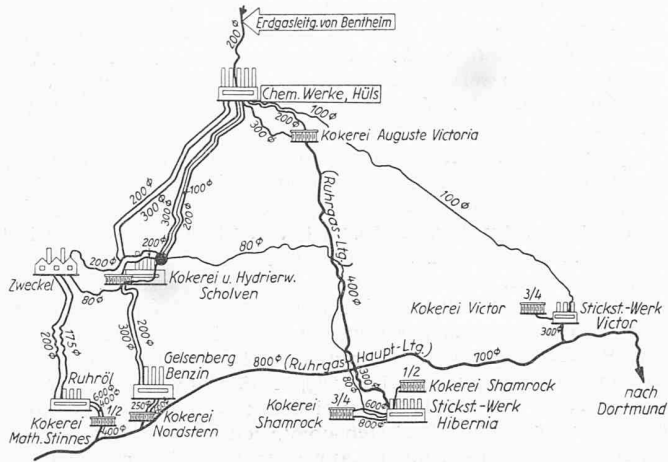 Erdgasleitg. von Bentheim
200 ⌀
Chem. Werke, Hüls
100 ⌀
200 ⌀
300 ⌀
Kokerei Auguste Victoria
200 ⌀
300 ⌀
300 ⌀
200 ⌀
100 ⌀
(Ruhrgas-Ltg.)
400 ⌀
100 ⌀
200 ⌀
200 ⌀
80 ⌀
Zweckel
80 ⌀
Kokerei u. Hydrierw.
Scholven
Kokerei Victor
3/4
Stickst.-Werk
Victor
300 ⌀
200 ⌀
175 ⌀
300 ⌀
200 ⌀
Gelsenberg
Benzin
800 ⌀
(Ruhrgas-Haupt-Ltg.)
700 ⌀
nach
Dortmund
Ruhröl
600 ⌀
1/2
Kokerei
Math. Stinnes
400 ⌀
250 ⌀
Kokerei
Nordstern
80 ⌀
300 ⌀
1/2
Kokerei Shamrock
Kokerei
Shamrock
3/4
600 ⌀
800 ⌀
Stickst.-Werk
Hibernia